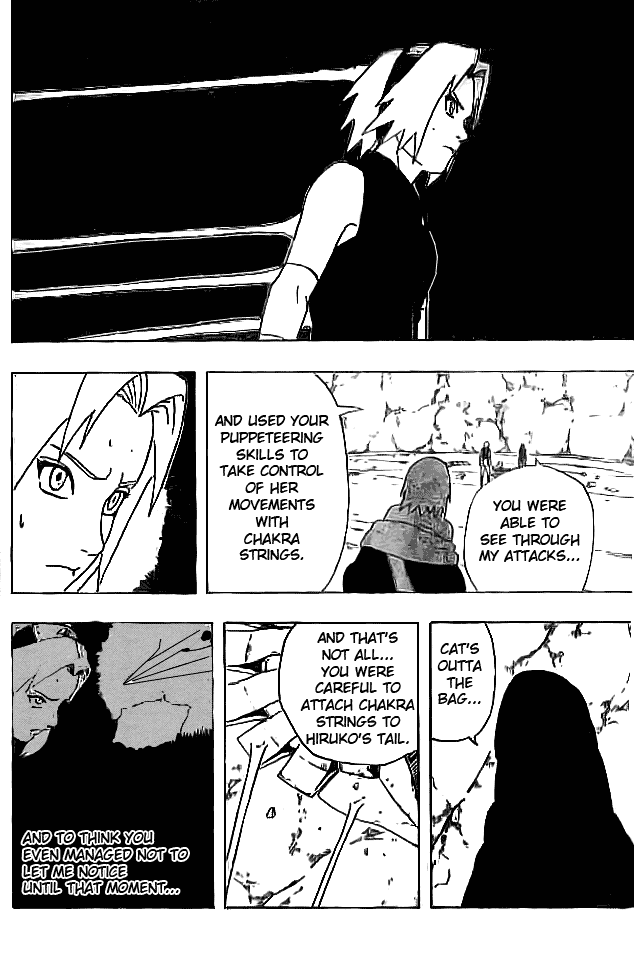 YOU WERE
ABLE TO
SEE THROUGH
MY ATTACKS...
AND USED YOUR
PUPPETEERING
SKILLS TO
TAKE CONTROL
OF HER
MOVEMENTS
WITH
CHAKRA
STRINGS.
CAT'S
OUTTA
THE
BAG...
AND THAT'S
NOT ALL...
YOU WERE
CAREFUL TO
ATTACH CHAKRA
STRINGS TO
HIRUKO'S TAIL.
AND TO THINK YOU
EVEN MANAGED NOT TO
LET ME NOTICE
UNTIL THAT MOMENT...